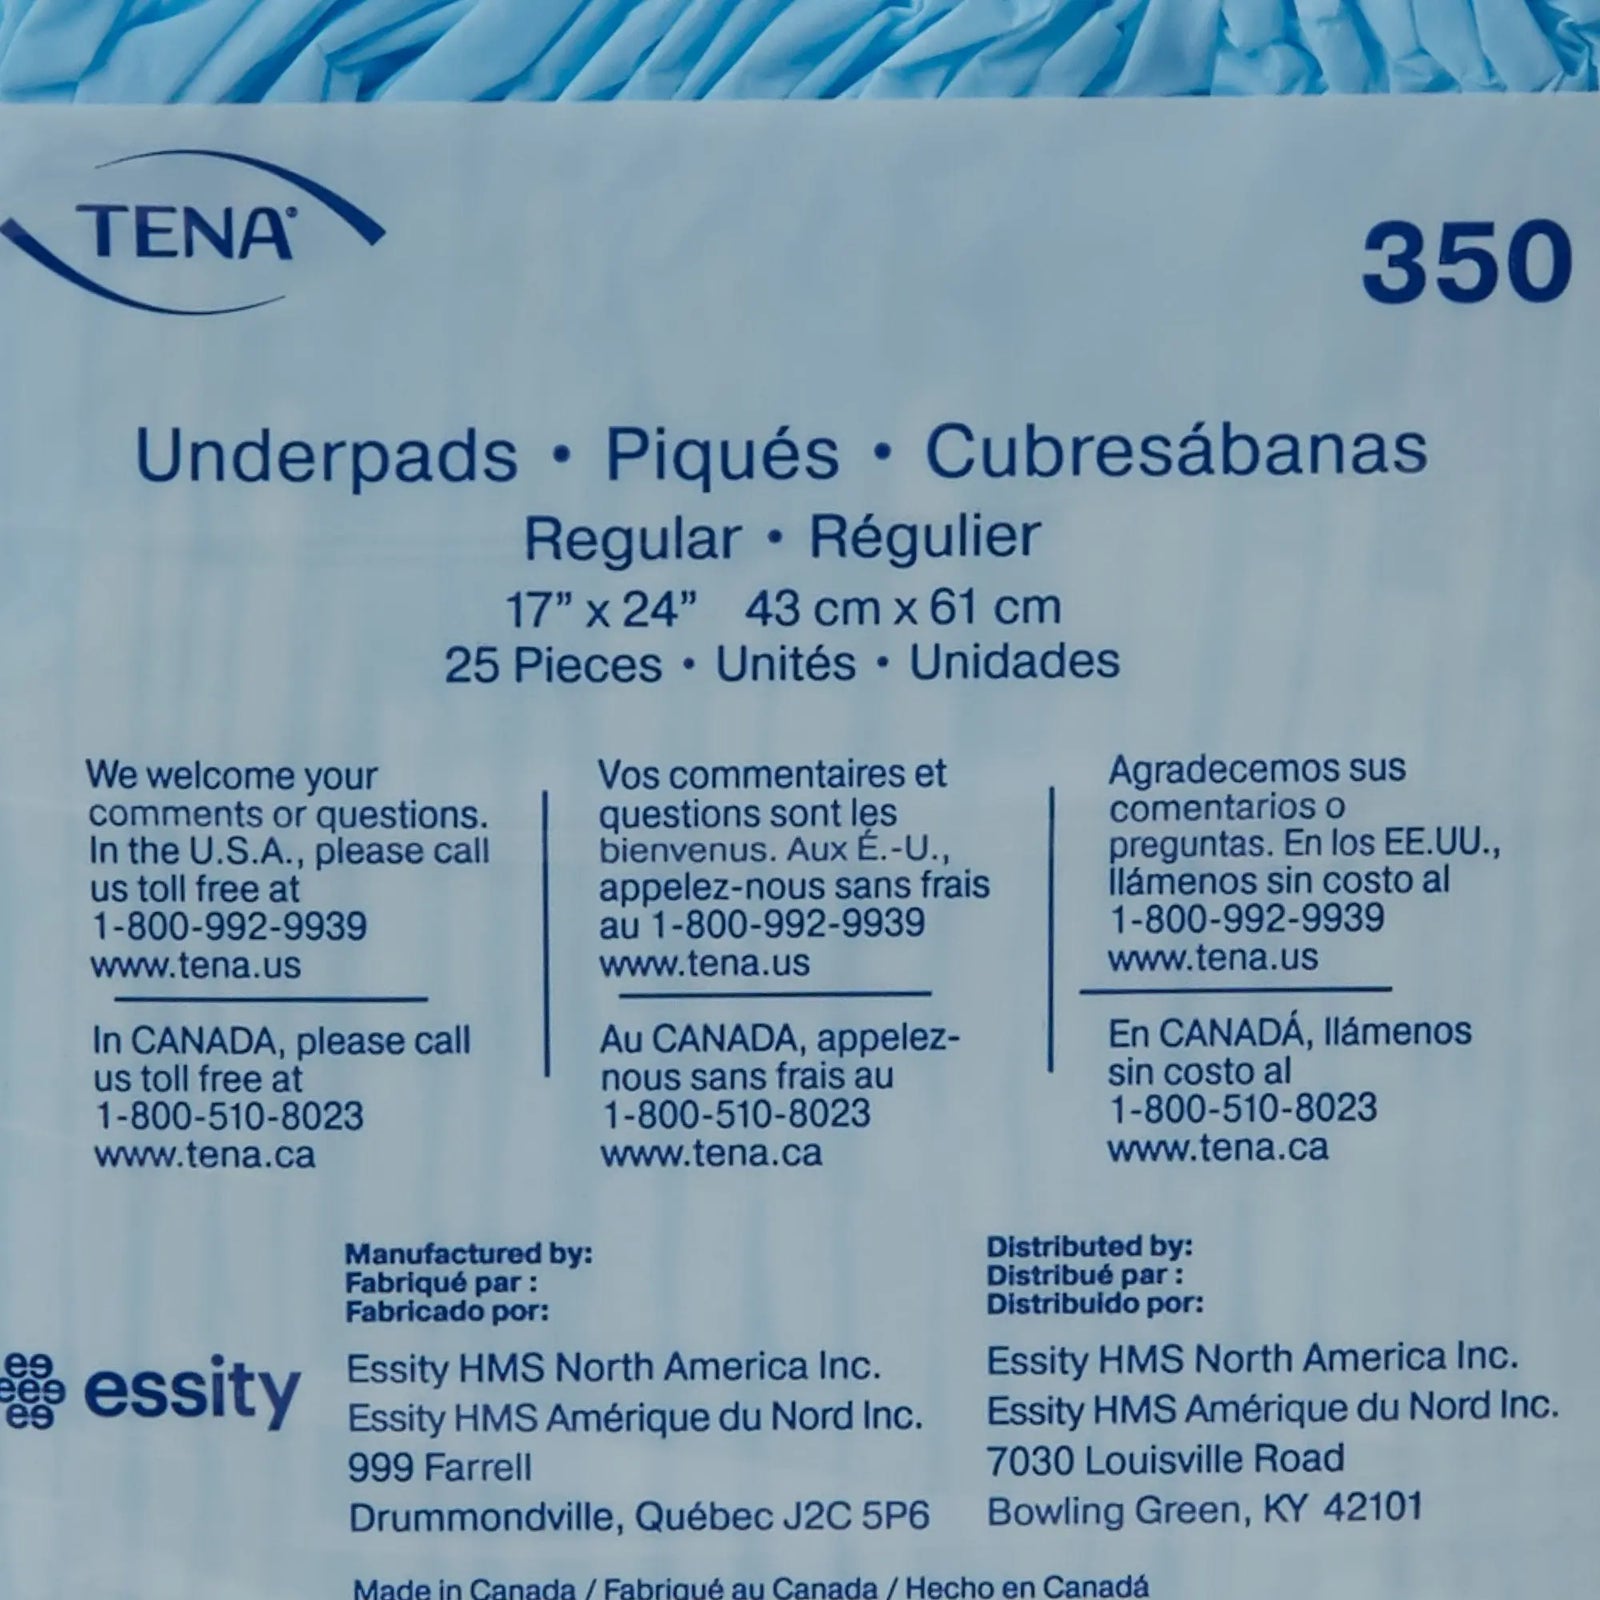 TENA®
350
Underpads • Piqués • Cubresábanas
Regular • Régulier
17” x 24” 43 cm x 61 cm
25 Pieces • Unités • Unidades
We welcome your
comments or questions.
In the U.S.A., please call
us toll free at
1-800-992-9939
www.tena.us
In CANADA, please call
us toll free at
1-800-510-8023
www.tena.ca
Vos commentaires et
questions sont les
bienvenus. Aux É.-U.,
appelez-nous sans frais
au 1-800-992-9939
www.tena.us
Au CANADA, appelez-
nous sans frais au
1-800-510-8023
www.tena.ca
Agradecemos sus
comentarios o
preguntas. En los EE.UU.,
llámenos sin costo al
1-800-992-9939
www.tena.us
En CANADÁ, llámenos
sin costo al
1-800-510-8023
www.tena.ca
essity
Manufactured by:
Fabriqué par :
Fabricado por:
Essity HMS North America Inc.
Essity HMS Amérique du Nord Inc.
999 Farrell
Drummondville, Québec J2C 5P6
Distributed by:
Distribué par :
Distribuido por:
Essity HMS North America Inc.
Essity HMS Amérique du Nord Inc.
7030 Louisville Road
Bowling Green, KY 42101
Made in Canada / Fabriqué au Canada / Hecho en Canadá